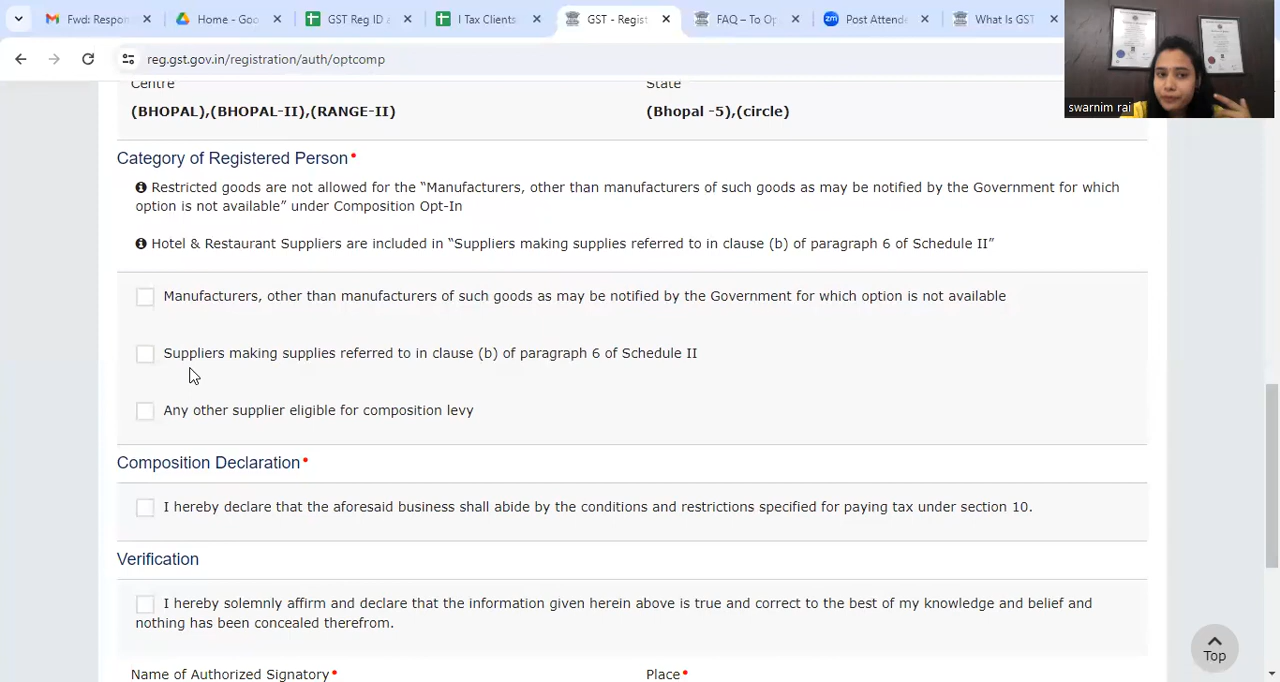 Fwd: Respon
Home - Goo
GST Reg ID a
I Tax Clients
GST - Regist
FAQ – To Op
Post Attende
What Is GST
reg.gst.gov.in/registration/auth/optcomp
swarnim rai
Centre
State
(BHOPAL),(BHOPAL-II),(RANGE-II)
(Bhopal -5),(circle)
Category of Registered Person•
Restricted goods are not allowed for the “Manufacturers, other than manufacturers of such goods as may be notified by the Government for which
option is not available” under Composition Opt-In
Hotel & Restaurant Suppliers are included in “Suppliers making supplies referred to in clause (b) of paragraph 6 of Schedule II”
Manufacturers, other than manufacturers of such goods as may be notified by the Government for which option is not available
Suppliers making supplies referred to in clause (b) of paragraph 6 of Schedule II
Any other supplier eligible for composition levy
Composition Declaration•
I hereby declare that the aforesaid business shall abide by the conditions and restrictions specified for paying tax under section 10.
Verification
I hereby solemnly affirm and declare that the information given herein above is true and correct to the best of my knowledge and belief and
nothing has been concealed therefrom.
Name of Authorized Signatory•
Place•
Top